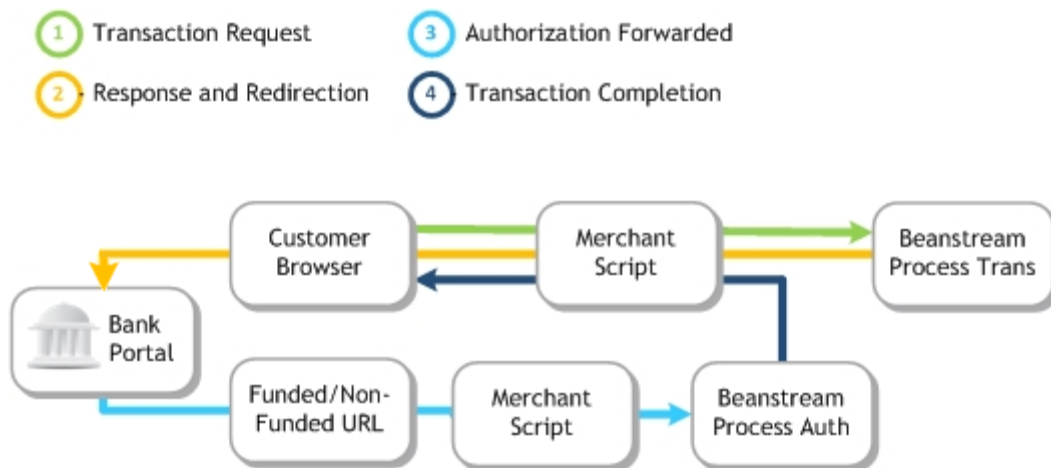 1 Transaction Request
3 Authorization Forwarded
2 Response and Redirection
4 Transaction Completion
Customer
Browser
Merchant
Script
Beanstream
Process Trans
Bank
Portal
Funded/Non-
Funded URL
Merchant
Script
Beanstream
Process Auth